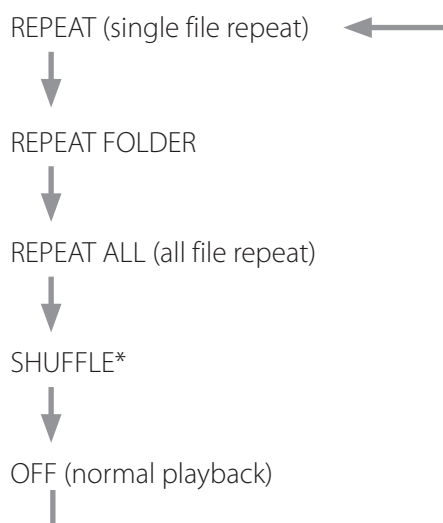 REPEAT (single file repeat)
REPEAT FOLDER
REPEAT ALL (all file repeat)
SHUFFLE*
OFF (normal playback)